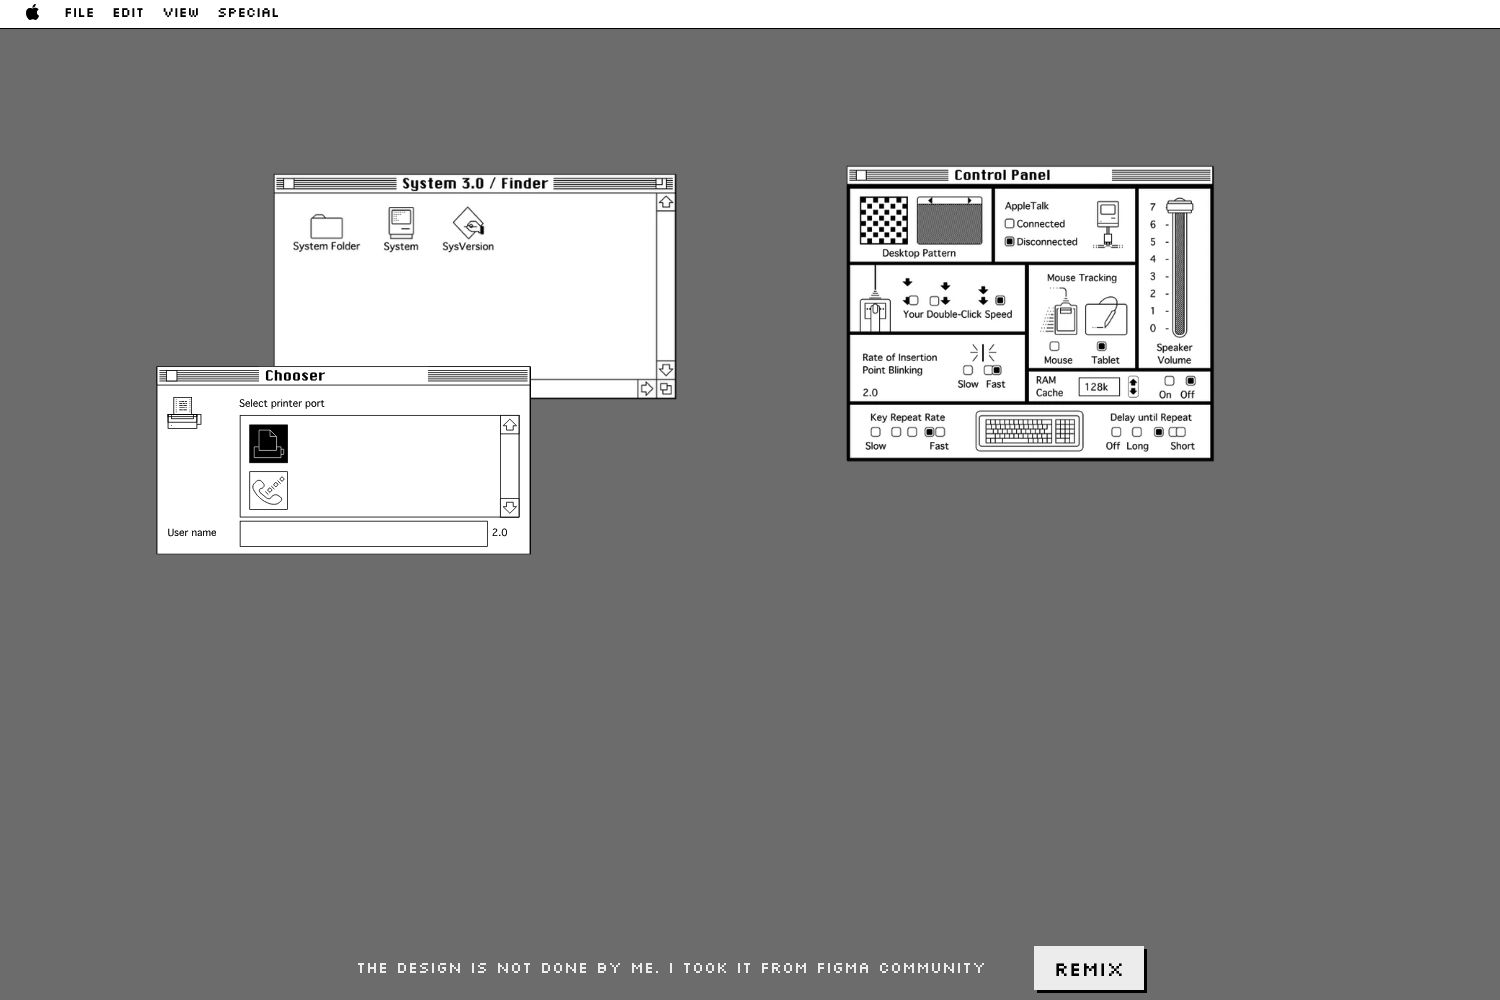 FILE EDIT VIEW SPECIAL
System 3.0 / Finder
System Folder System SysVersion
Chooser
Select printer port
User name 2.0
Control Panel
Desktop Pattern
AppleTalk
Connected
Disconnected
7
6
5
4
3
2
1
0
Speaker
Volume
Your Double-Click Speed
Mouse Tracking
Mouse Tablet
Rate of Insertion
Point Blinking
Slow Fast
2.0
RAM
Cache
128k
On Off
Key Repeat Rate
Slow Fast
Delay until Repeat
Off Long Short
THE DESIGN IS NOT DONE BY ME. I TOOK IT FROM FIGMA COMMUNITY
REMIX